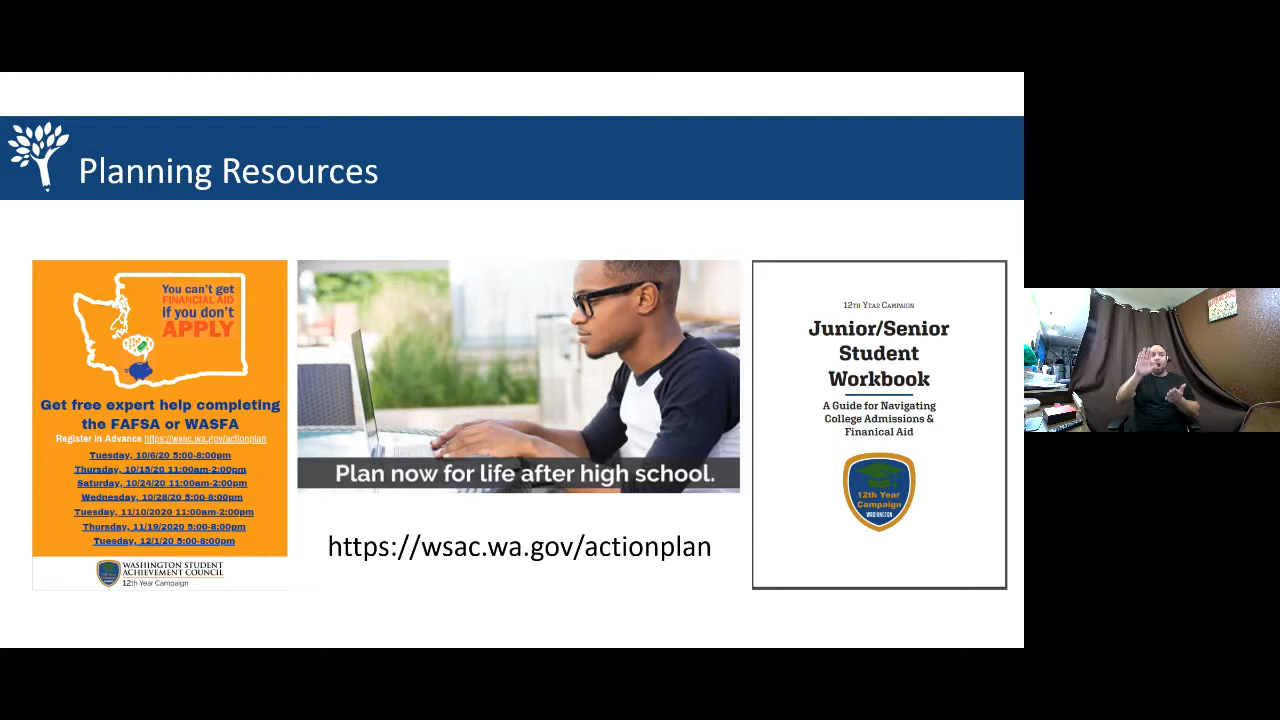 Planning Resources
You can't get
FINANCIAL AID
if you don't
APPLY
Get free expert help completing
the FAFSA or WASFA
Register in Advance https://wsac.wa.gov/actionplan
Tuesday, 10/6/20 5:00-8:00pm
Thursday, 10/15/20 11:00am-2:00pm
Saturday, 10/24/20 11:00am-2:00pm
Wednesday, 10/28/20 5:00-8:00pm
Tuesday, 11/10/2020 11:00am-2:00pm
Thursday, 11/19/2020 5:00-8:00pm
Tuesday, 12/1/20 5:00-8:00pm
WASHINGTON STUDENT
ACHIEVEMENT COUNCIL
12th Year Campaign
Plan now for life after high school.
https://wsac.wa.gov/actionplan
12TH YEAR CAMPAIGN
Junior/Senior
Student
Workbook
A Guide for Navigating
College Admissions &
Finanical Aid
12th Year
Campaign
WASHINGTON